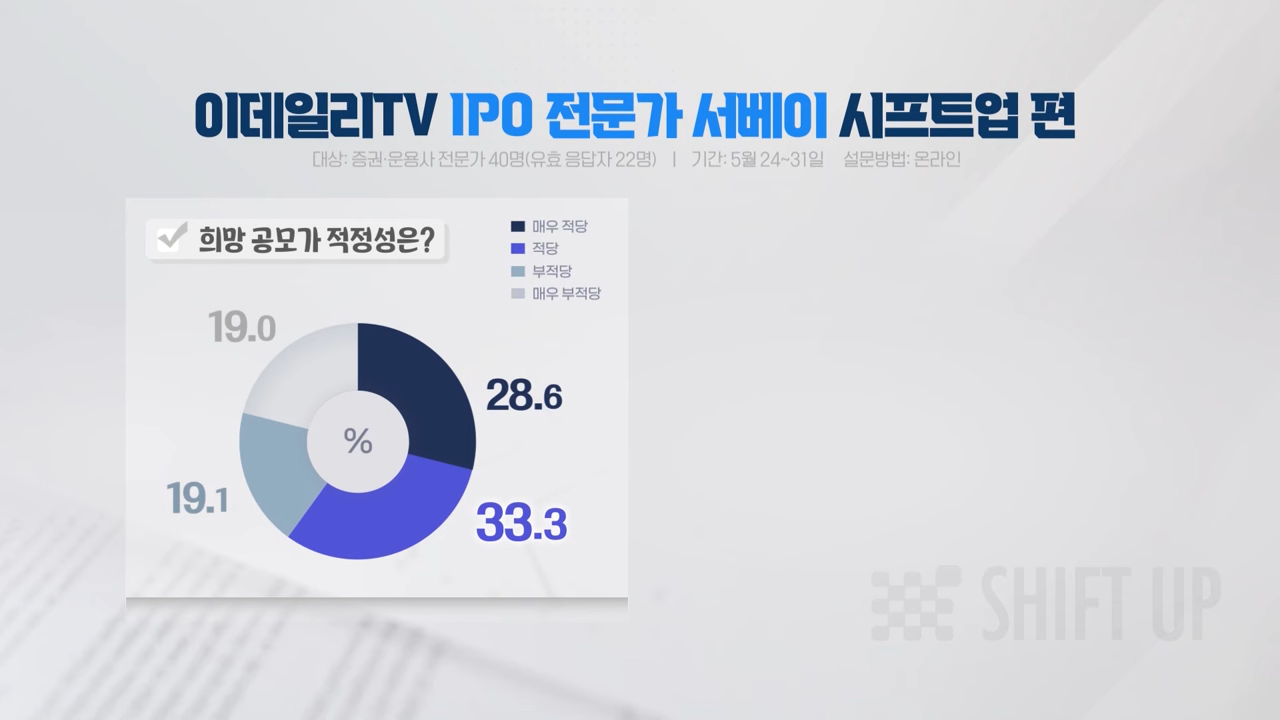 이데일리TV IPO 전문가 서베이 시프트업 편
대상: 증권·운용사 전문가 40명(유효 응답자 22명) | 기간: 5월 24~31일 설문방법: 온라인
희망 공모가 적정성은?
매우 적당
적당
부적당
매우 부적당
19.0
28.6
%
19.1
33.3
SHIFT UP